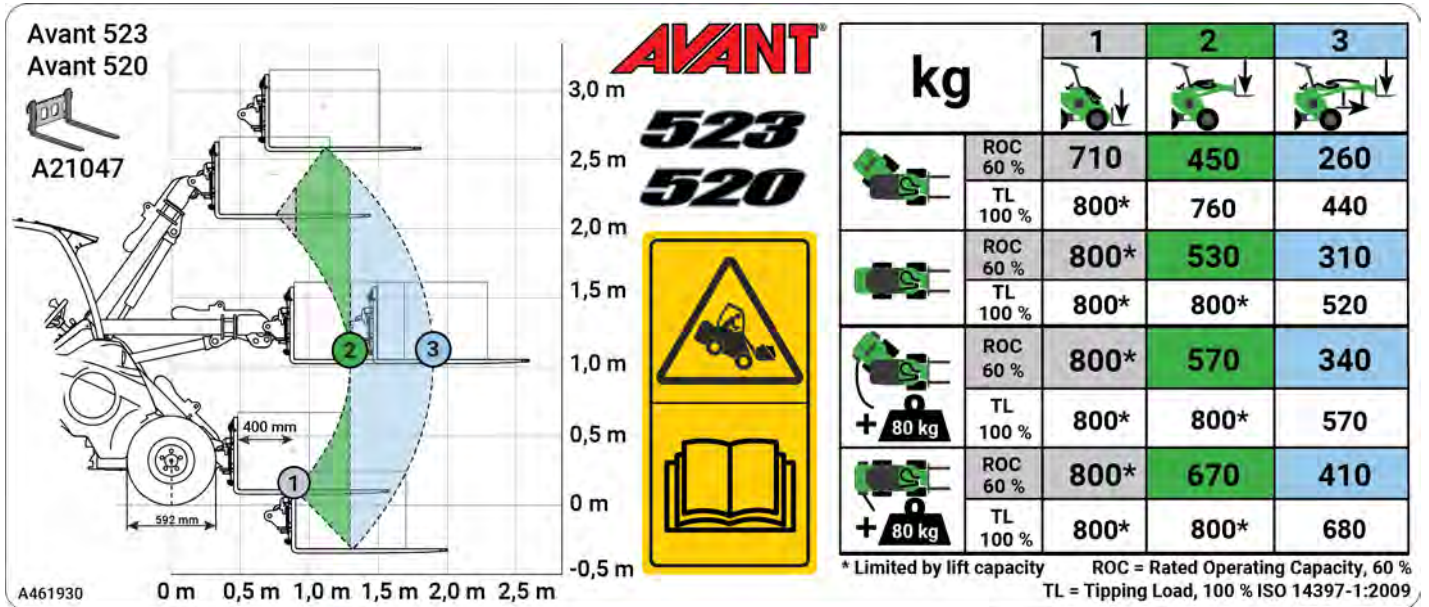 Avant 523
Avant 520
A21047
400 mm
592 mm
1
2
3
3,0 m
2,5 m
2,0 m
1,5 m
1,0 m
0,5 m
0 m
-0,5 m
0 m 0,5 m 1,0 m 1,5 m 2,0 m 2,5 m
A461930
AVANT®
523
520
kg 1 2 3
ROC 60 % 710 450 260
TL 100 % 800* 760 440
ROC 60 % 800* 530 310
TL 100 % 800* 800* 520
ROC 60 % 800* 570 340
+ 80 kg TL 100 % 800* 800* 570
ROC 60 % 800* 670 410
+ 80 kg TL 100 % 800* 800* 680
* Limited by lift capacity ROC = Rated Operating Capacity, 60 %
TL = Tipping Load, 100 % ISO 14397-1:2009